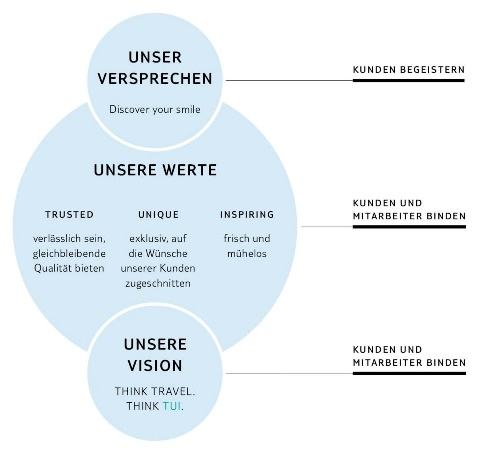 UNSER
VERSPRECHEN
Discover your smile
KUNDEN BEGEISTERN
UNSERE WERTE
TRUSTED
verlässlich sein,
gleichbleibende
Qualität bieten
UNIQUE
exklusiv, auf
die Wünsche
unserer Kunden
zugeschnitten
INSPIRING
frisch und
mühelos
KUNDEN UND
MITARBEITER BINDEN
UNSERE
VISION
THINK TRAVEL.
THINK TUI.
KUNDEN UND
MITARBEITER BINDEN